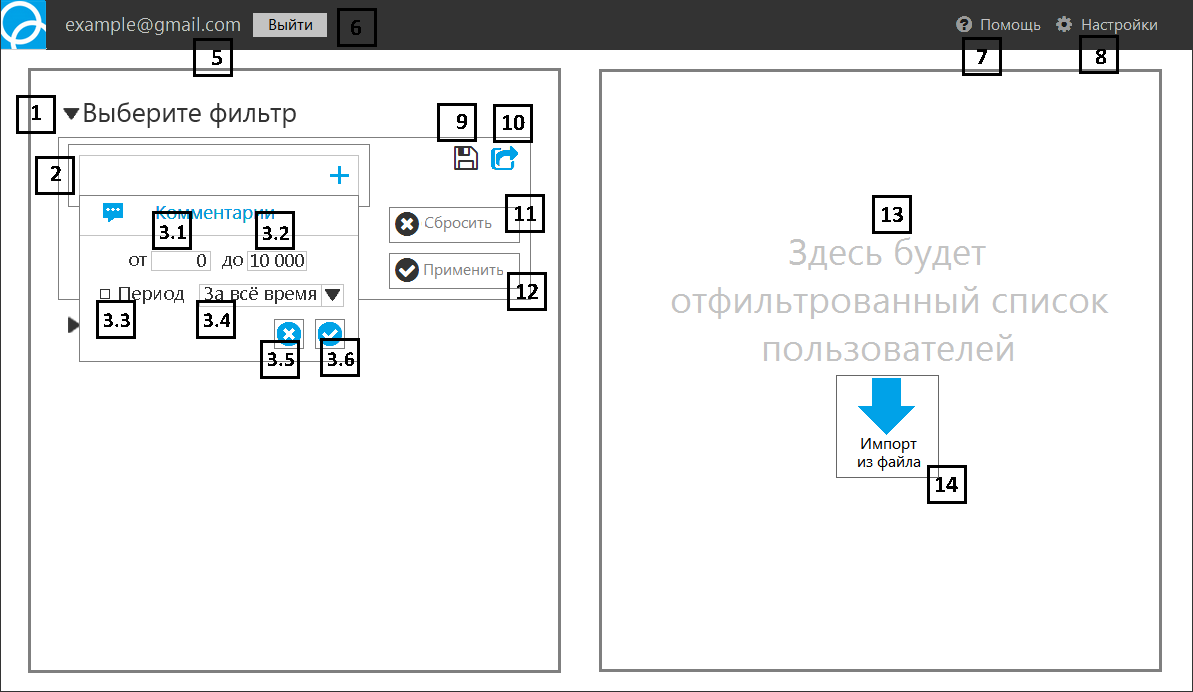 example@gmail.com Выйти 6 Помощь Настройки
5 7 8
1 Выберите фильтр 9 10
2
Комментарии
3.1 3.2
от 0 до 10 000
Период За всё время
3.3 3.4
3.5 3.6
Сбросить 11
Применить 12
13
Здесь будет
отфильтрованный список
пользователей
Импорт
из файла
14